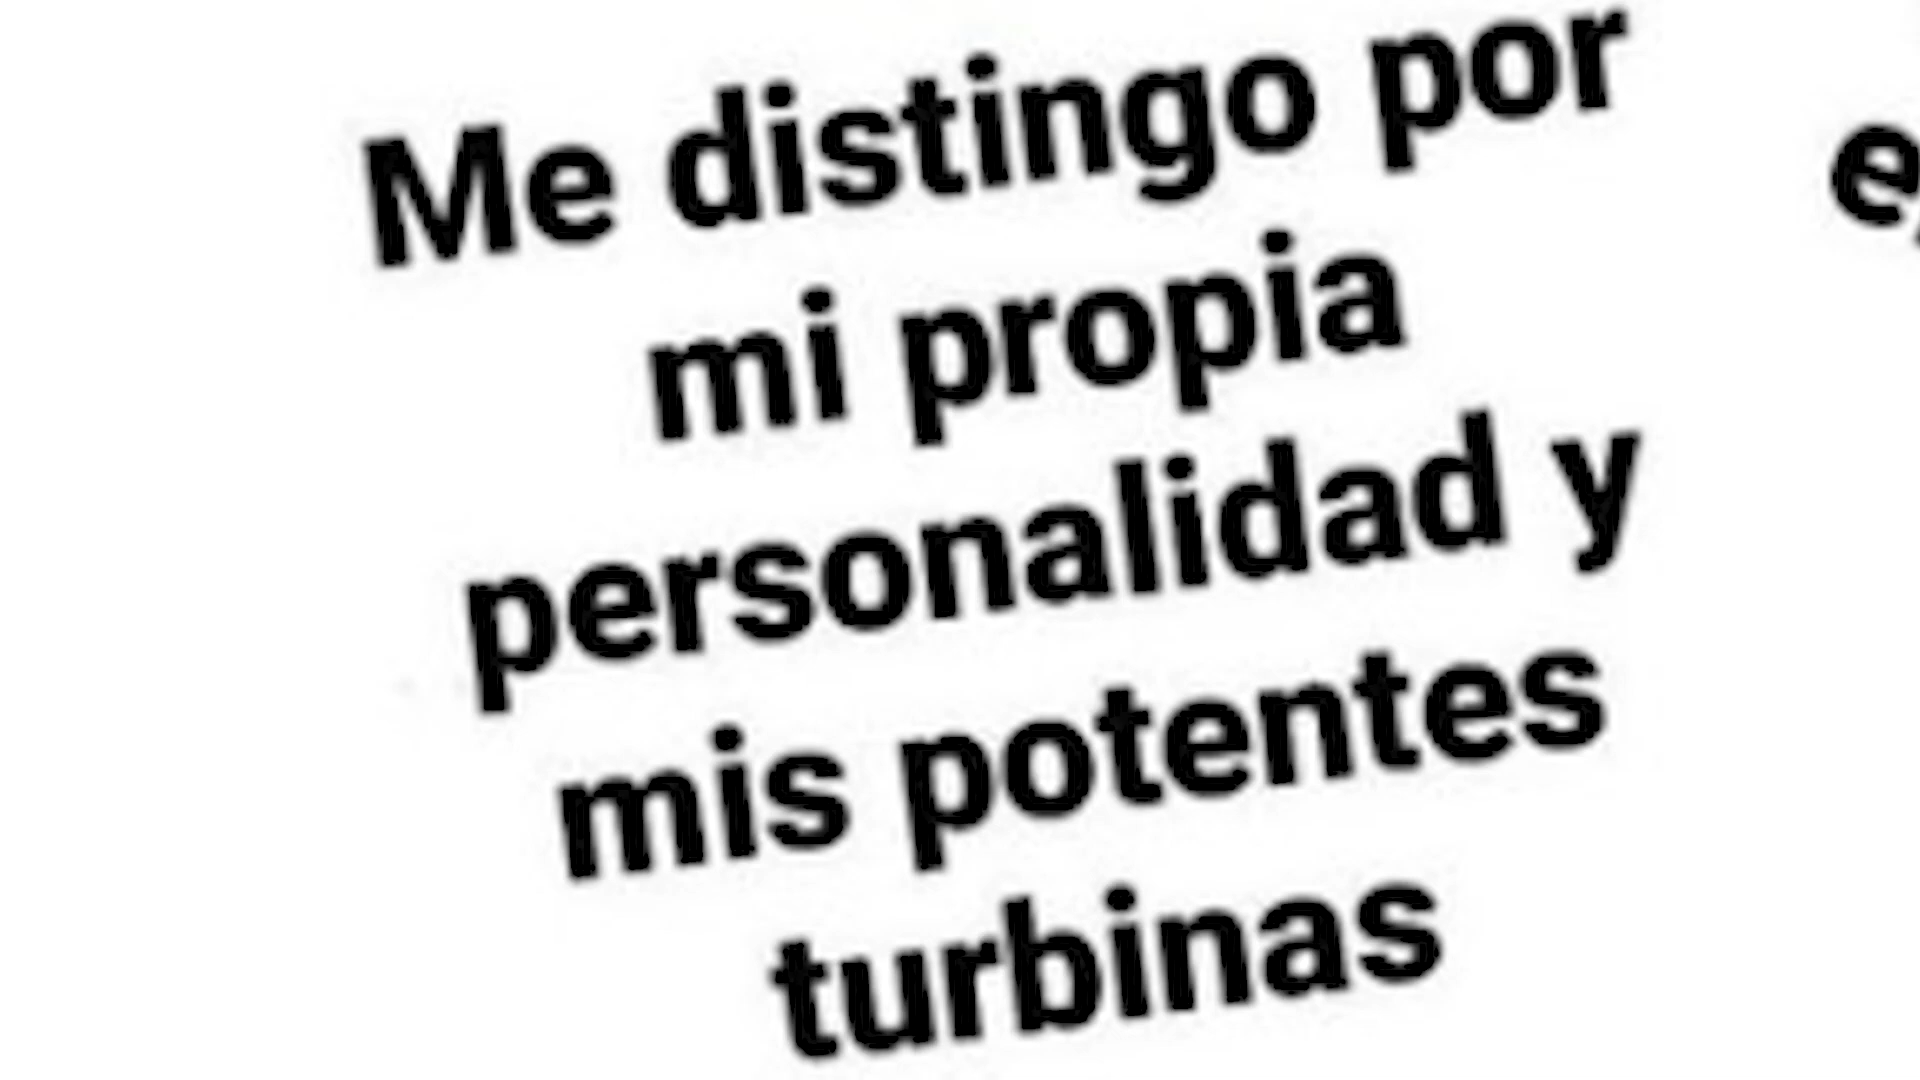 Me distingo por
mi propia
personalidad y
mis potentes
turbinas